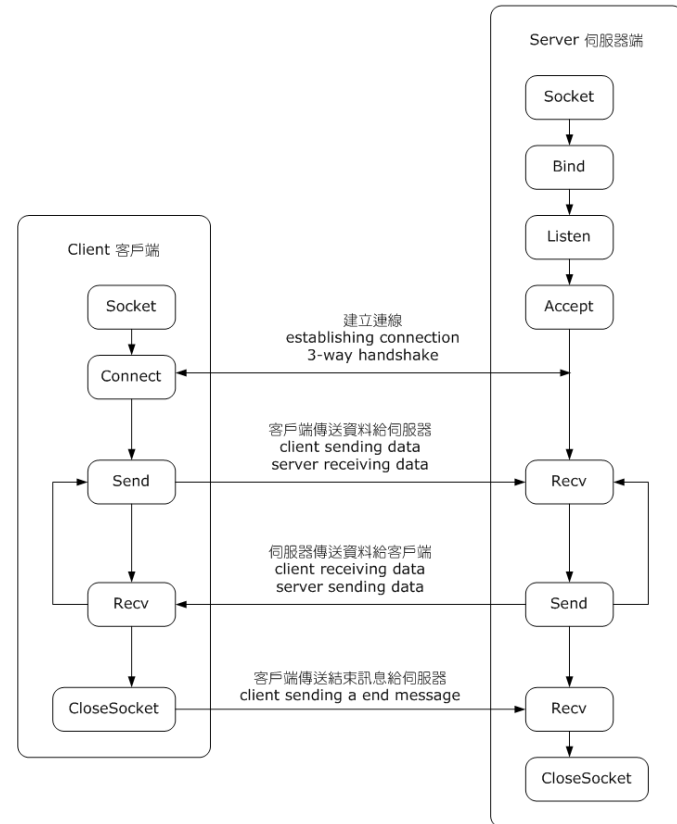 Server 伺服器端
Socket
Bind
Listen
Accept
Client 客戶端
Socket
Connect
建立連線
establishing connection
3-way handshake
客戶端傳送資料給伺服器
client sending data
server receiving data
Send
Recv
伺服器傳送資料給客戶端
client receiving data
server sending data
Recv
Send
客戶端傳送結束訊息給伺服器
client sending a end message
CloseSocket
Recv
CloseSocket